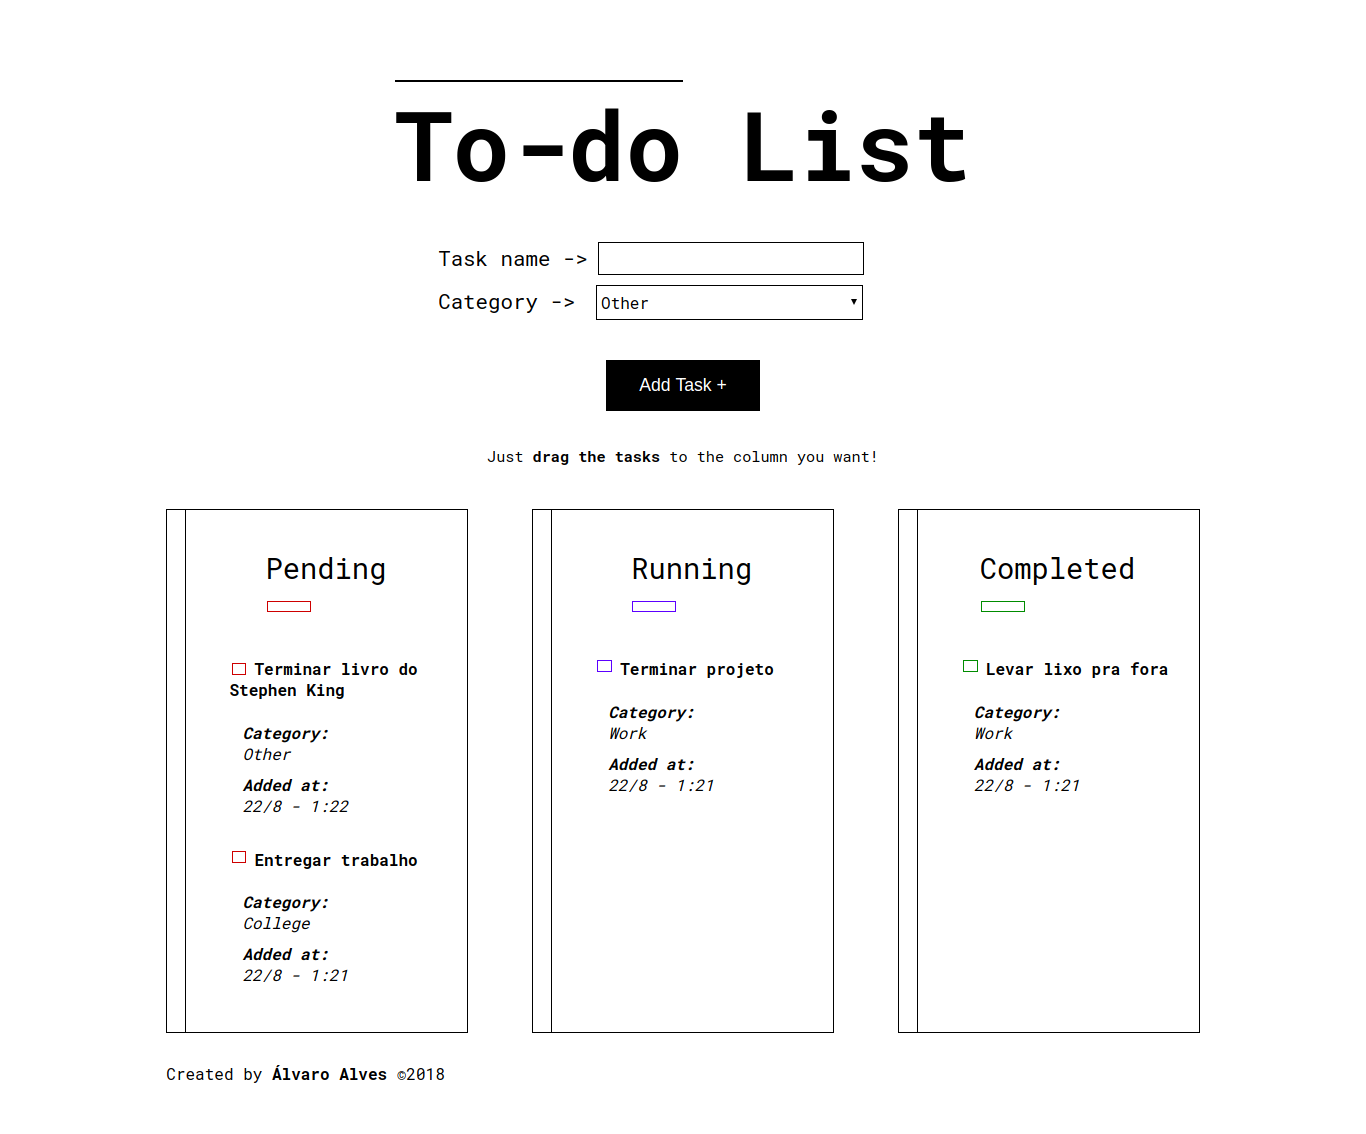 To-do List
Task name ->
Category -> Other
Add Task +
Just drag the tasks to the column you want!
Pending
Terminar livro do
Stephen King
Category:
Other
Added at:
22/8 - 1:22
Entregar trabalho
Category:
College
Added at:
22/8 - 1:21
Running
Terminar projeto
Category:
Work
Added at:
22/8 - 1:21
Completed
Levar lixo pra fora
Category:
Work
Added at:
22/8 - 1:21
Created by Álvaro Alves ©2018